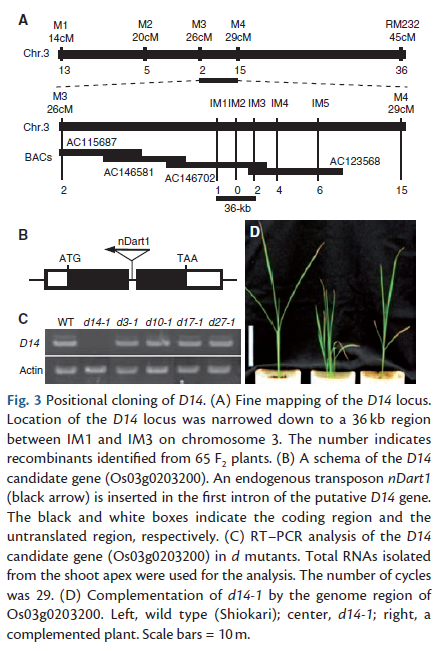 A
M1 M2 M3 M4 RM232
14cM 20cM 26cM 29cM 45cM
Chr.3
13 5 2 15 36
M3 M4
26cM IM1 IM2 IM3 IM4 IM5 29cM
Chr.3
BACs
AC115687 AC123568
AC146581 AC146702
2 1 0 2 4 6 15
36-kb
B
nDart1
ATG TAA
C
WT d14-1 d3-1 d10-1 d17-1 d27-1
D14
Actin
D
Fig. 3 Positional cloning of D14. (A) Fine mapping of the D14 locus.
Location of the D14 locus was narrowed down to a 36 kb region
between IM1 and IM3 on chromosome 3. The number indicates
recombinants identified from 65 F2 plants. (B) A schema of the D14
candidate gene (Os03g0203200). An endogenous transposon nDart1
(black arrow) is inserted in the first intron of the putative D14 gene.
The black and white boxes indicate the coding region and the
untranslated region, respectively. (C) RT–PCR analysis of the D14
candidate gene (Os03g0203200) in d mutants. Total RNAs isolated
from the shoot apex were used for the analysis. The number of cycles
was 29. (D) Complementation of d14-1 by the genome region of
Os03g0203200. Left, wild type (Shiokari); center, d14-1; right, a
complemented plant. Scale bars = 10 m.